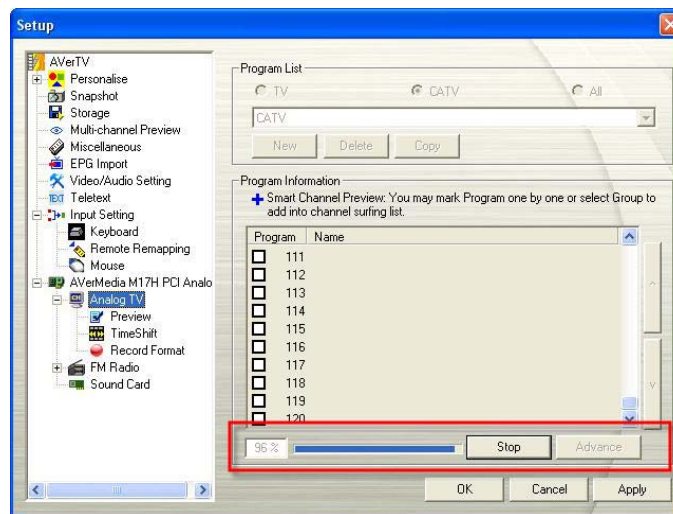 Setup
AVerTV
Personalise
Snapshot
Storage
Multi-channel Preview
Miscellaneous
EPG Import
Video/Audio Setting
TEXT Teletext
Input Setting
Keyboard
Remote Remapping
Mouse
AVerMedia M17H PCI Analo
CH Analog TV
Preview
TimeShift
Record Format
FM Radio
Sound Card
Program List
TV CATV All
CATV
New Delete Copy
Program Information
Smart Channel Preview: You may mark Program one by one or select Group to
add into channel surfing list.
Program Name
111
112
113
114
115
116
117
118
119
120
96 % Stop Advance
OK Cancel Apply